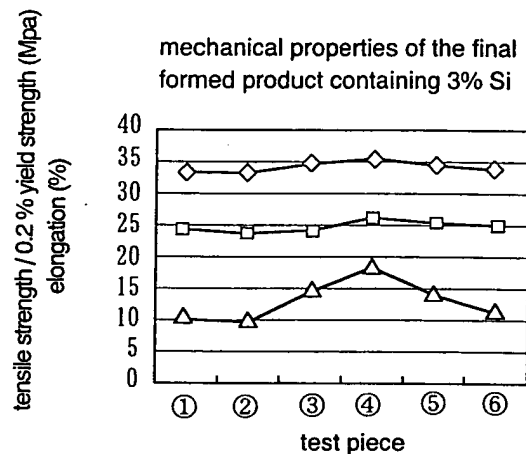 mechanical properties of the final
formed product containing 3% Si
tensile strength / 0.2 % yield strength (Mpa)
elongation (%)
40
35
30
25
20
15
10
5
0
① ② ③ ④ ⑤ ⑥
test piece